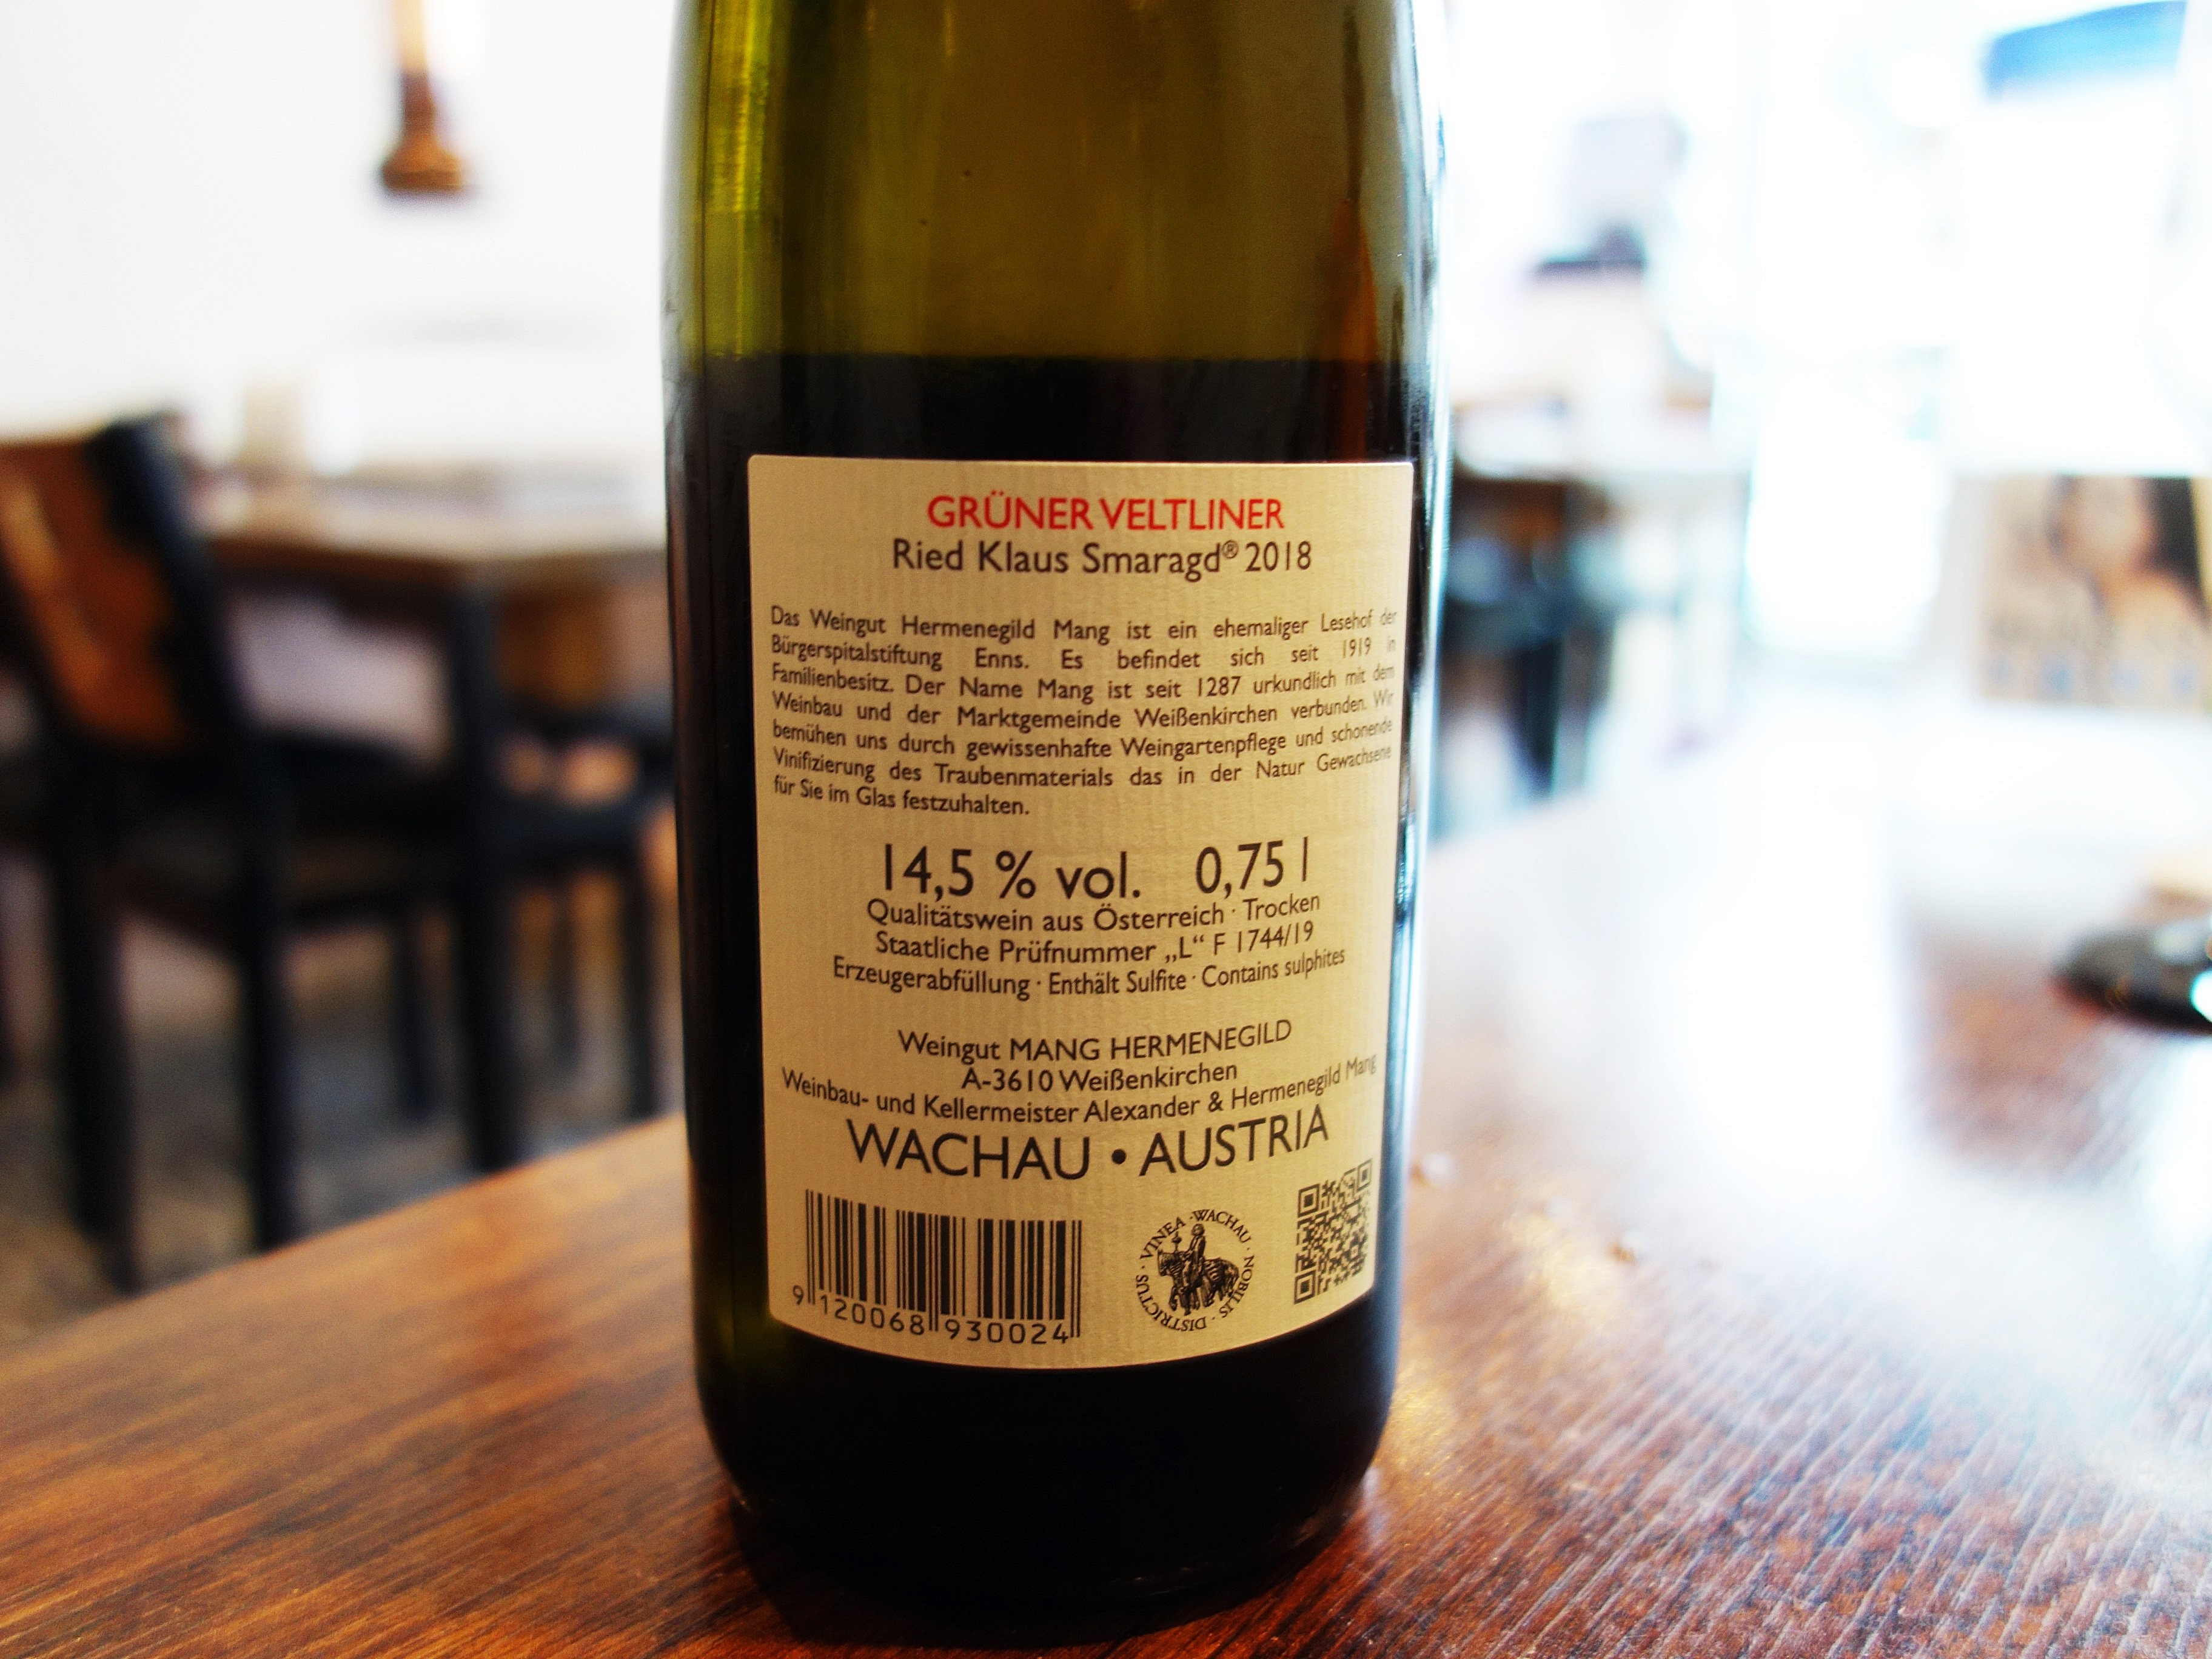 GRÜNER VELTLINER
Ried Klaus Smaragd® 2018
Das Weingut Hermenegild Mang ist ein ehemaliger Lesehof der
Bürgerspitalstiftung Enns. Es befindet sich seit 1919 in
Familienbesitz. Der Name Mang ist seit 1287 urkundlich mit dem
Weinbau und der Marktgemeinde Weißenkirchen verbunden. Wir
bemühen uns durch gewissenhafte Weingartenpflege und schonende
Vinifizierung des Traubenmaterials das in der Natur Gewachsene
für Sie im Glas festzuhalten.
14,5 % vol. 0,75 l
Qualitätswein aus Österreich · Trocken
Staatliche Prüfnummer „L“ F 1744/19
Erzeugerabfüllung · Enthält Sulfite · Contains sulphites
Weingut MANG HERMENEGILD
A-3610 Weißenkirchen
Weinbau- und Kellermeister Alexander & Hermenegild Mang
WACHAU • AUSTRIA
9 120068 930024
VINEA · WACHAU · NOBILIS · DISTRICTUS ·